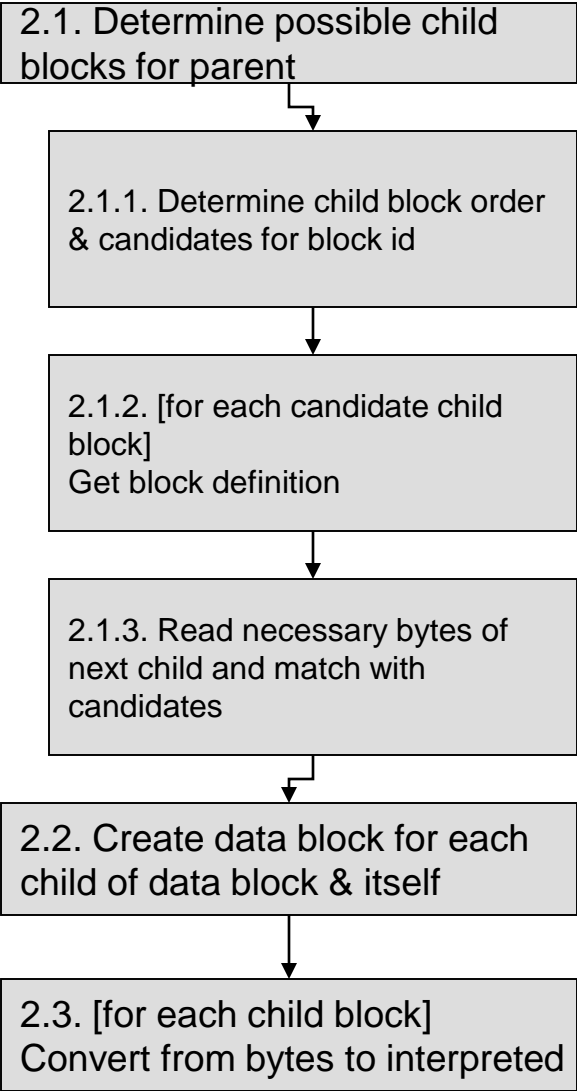 2.1. Determine possible child
blocks for parent
2.1.1. Determine child block order
& candidates for block id
2.1.2. [for each candidate child
block]
Get block definition
2.1.3. Read necessary bytes of
next child and match with
candidates
2.2. Create data block for each
child of data block & itself
2.3. [for each child block]
Convert from bytes to interpreted